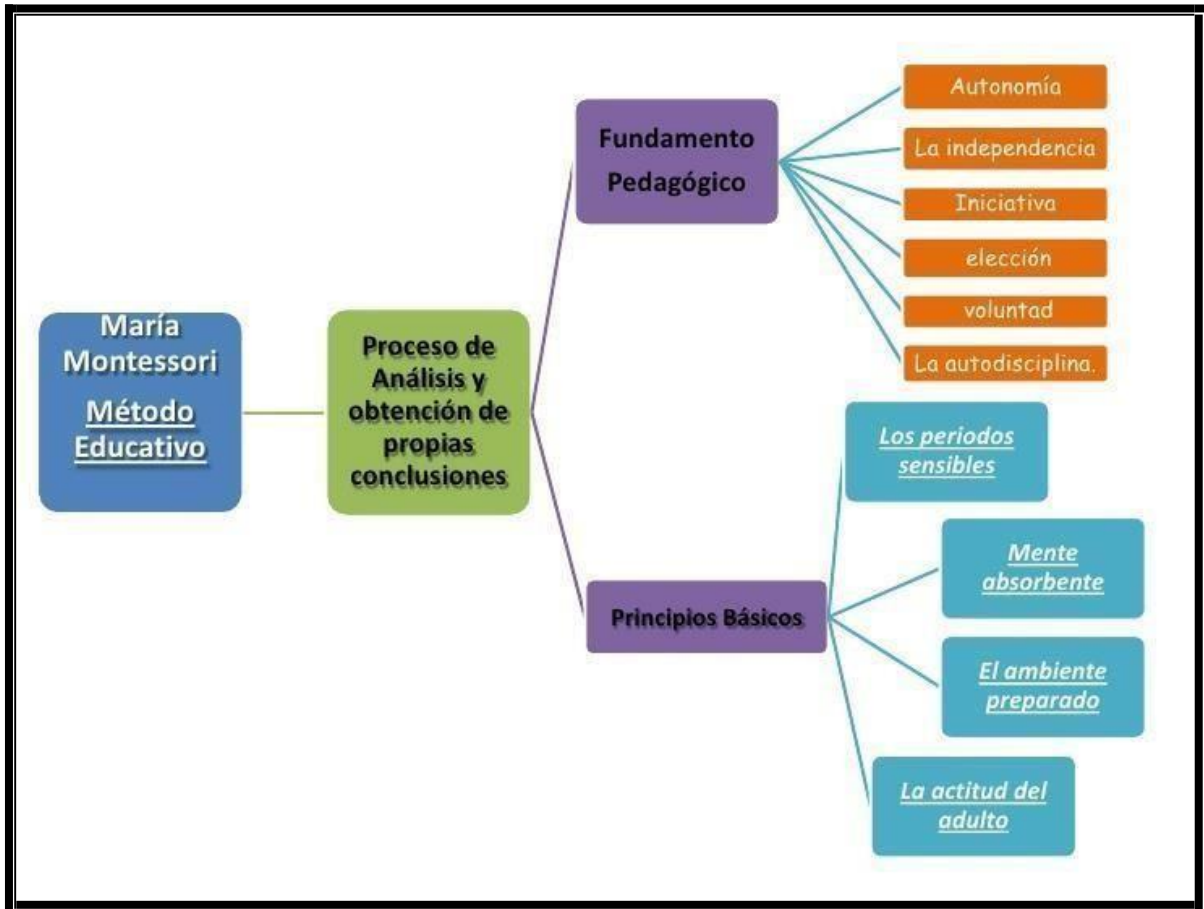 María
Montessori
Método
Educativo
Proceso de
Análisis y
obtención de
propias
conclusiones
Fundamento
Pedagógico
Autonomía
La independencia
Iniciativa
elección
voluntad
La autodisciplina.
Principios Básicos
Los periodos
sensibles
Mente
absorbente
El ambiente
preparado
La actitud del
adulto